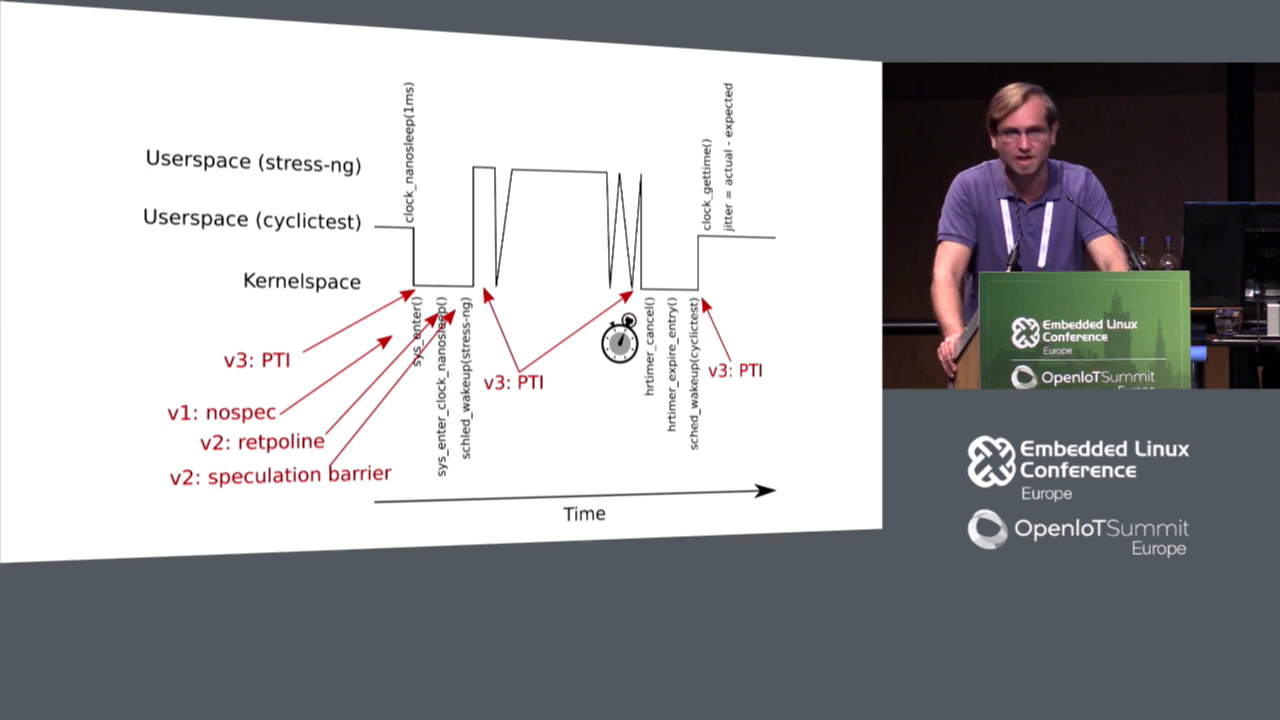 Userspace (stress-ng)
Userspace (cyclictest)
Kernelspace
clock_nanosleep(1ms)
clock_gettime()
jitter = actual - expected
sys_enter()
sys_enter_clock_nanosleep()
schled_wakeup(stress-ng)
hrtimer_cancel()
hrtimer_expire_entry()
sched_wakeup(cyclictest)
v3: PTI
v1: nospec
v2: retpoline
v2: speculation barrier
v3: PTI
v3: PTI
Time
Embedded Linux
Conference
Europe
OpenIoTSummit
Europe
Embedded Linux
Conference
Europe
OpenIoTSummit
Europe